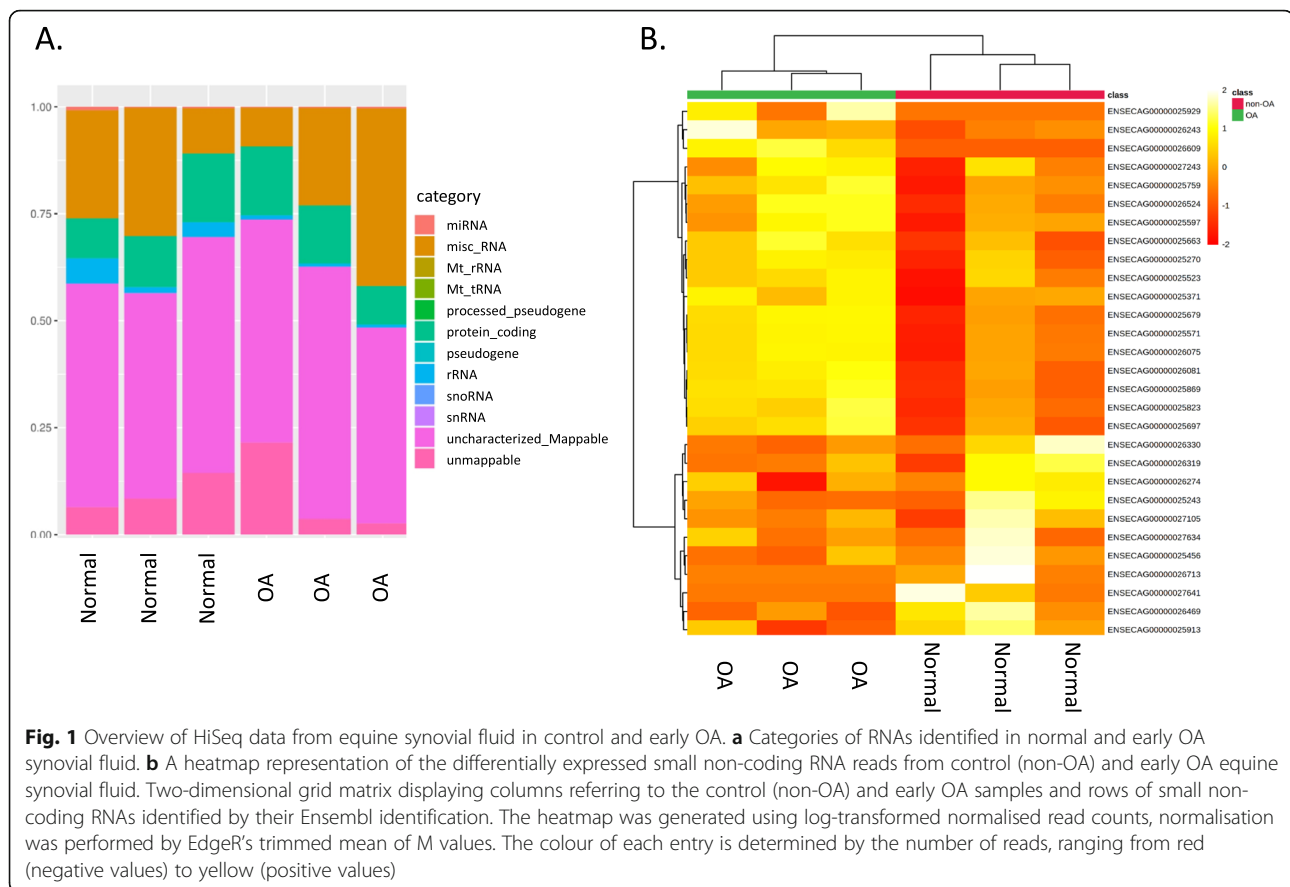 A.
1.00
0.75
0.50
0.25
0.00
Normal
Normal
Normal
OA
OA
OA
category
miRNA
misc_RNA
Mt_rRNA
Mt_tRNA
processed_pseudogene
protein_coding
pseudogene
rRNA
snoRNA
snRNA
uncharacterized_Mappable
unmappable
B.
class
ENSECAG00000025929
ENSECAG00000026243
ENSECAG00000026609
ENSECAG00000027243
ENSECAG00000025759
ENSECAG00000026524
ENSECAG00000025597
ENSECAG00000025663
ENSECAG00000025270
ENSECAG00000025523
ENSECAG00000025371
ENSECAG00000025679
ENSECAG00000025571
ENSECAG00000026075
ENSECAG00000026081
ENSECAG00000025869
ENSECAG00000025823
ENSECAG00000025697
ENSECAG00000026330
ENSECAG00000026319
ENSECAG00000026274
ENSECAG00000025243
ENSECAG00000027105
ENSECAG00000027634
ENSECAG00000025456
ENSECAG00000026713
ENSECAG00000027641
ENSECAG00000026469
ENSECAG00000025913
2
1
0
-1
-2
class
non-OA
OA
OA
OA
OA
Normal
Normal
Normal
Fig. 1 Overview of HiSeq data from equine synovial fluid in control and early OA. a Categories of RNAs identified in normal and early OA
synovial fluid. b A heatmap representation of the differentially expressed small non-coding RNA reads from control (non-OA) and early OA equine
synovial fluid. Two-dimensional grid matrix displaying columns referring to the control (non-OA) and early OA samples and rows of small non-
coding RNAs identified by their Ensembl identification. The heatmap was generated using log-transformed normalised read counts, normalisation
was performed by EdgeR's trimmed mean of M values. The colour of each entry is determined by the number of reads, ranging from red
(negative values) to yellow (positive values)